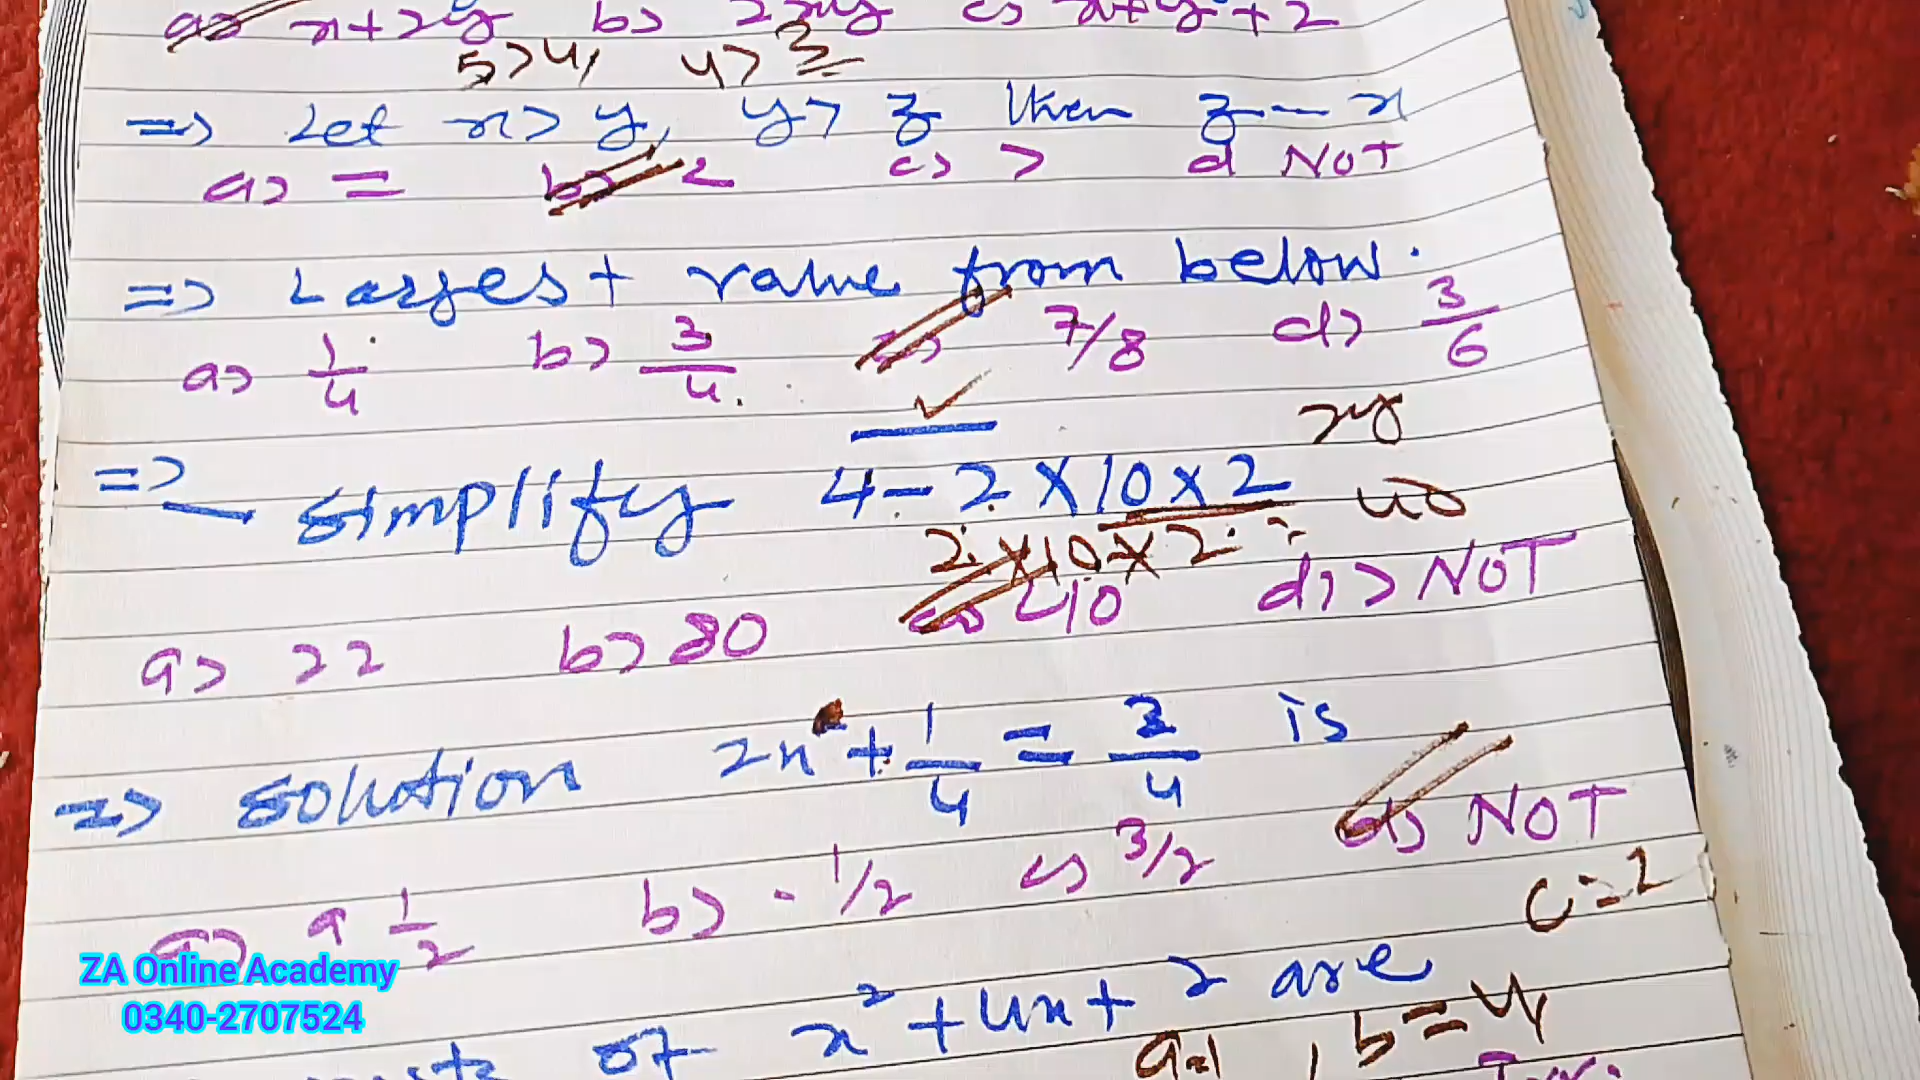 a) x+2y b) 2xy c) x+y+2
5>4, 4>3
=> Let x>y, y> z then z — x
a) = b) < c) > d NOT
=> Largest value from below.
a) 1/4 b) 3/4 c) 7/8 d) 3/6
=> simplify 4-2×10×2
2×10×2 = 40
a) 22 b) 80 c) <10 d) > NOT
=> solution 2x + 1/4 = 3/4 is
a) 9 1/2 b) - 1/2 c) 3/2 d) NOT
c=2
of x²+4x+2 are
a=1, b=4,
ZA Online Academy
0340-2707524